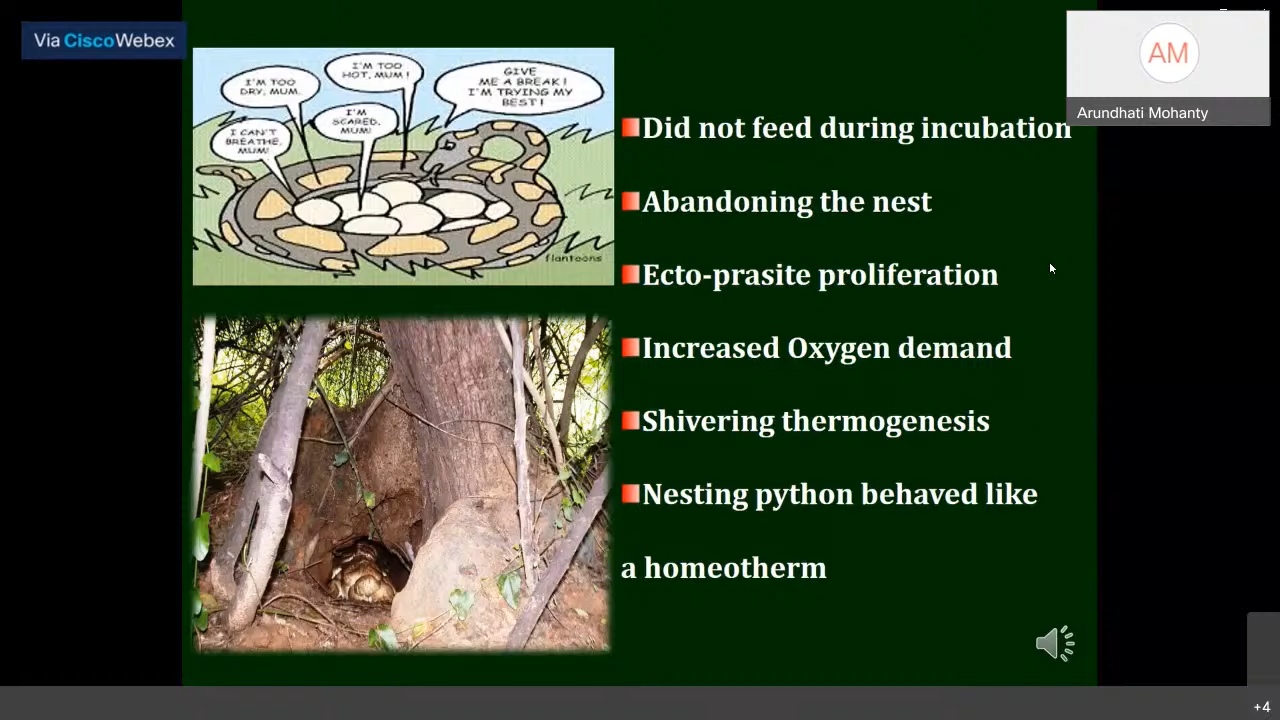 Via CiscoWebex
AM
Arundhati Mohanty
I'M TOO
DRY, MUM.
I'M TOO
HOT, MUM!
GIVE
ME A BREAK!
I'M TRYING MY
BEST!
I CAN'T
BREATHE,
MUM!
I'M
SCARED,
MUM!
flantoons
Did not feed during incubation
Abandoning the nest
Ecto-prasite proliferation
Increased Oxygen demand
Shivering thermogenesis
Nesting python behaved like
a homeotherm
+4